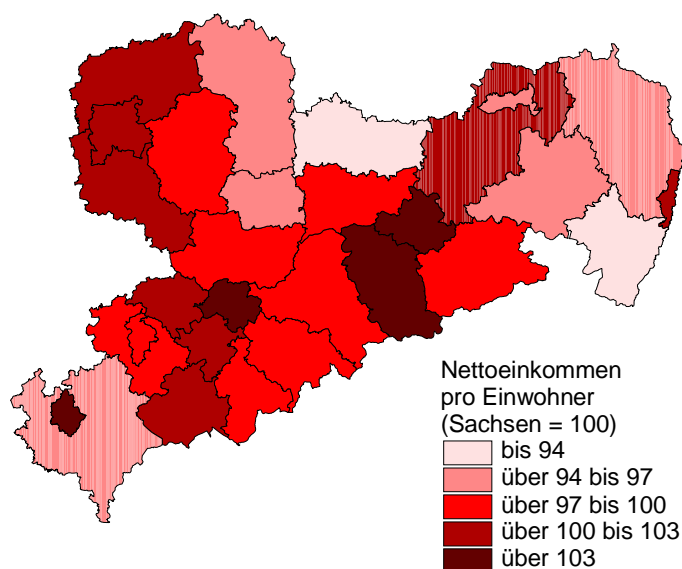 Nettoeinkommen
pro Einwohner
(Sachsen = 100)
bis 94
über 94 bis 97
über 97 bis 100
über 100 bis 103
über 103